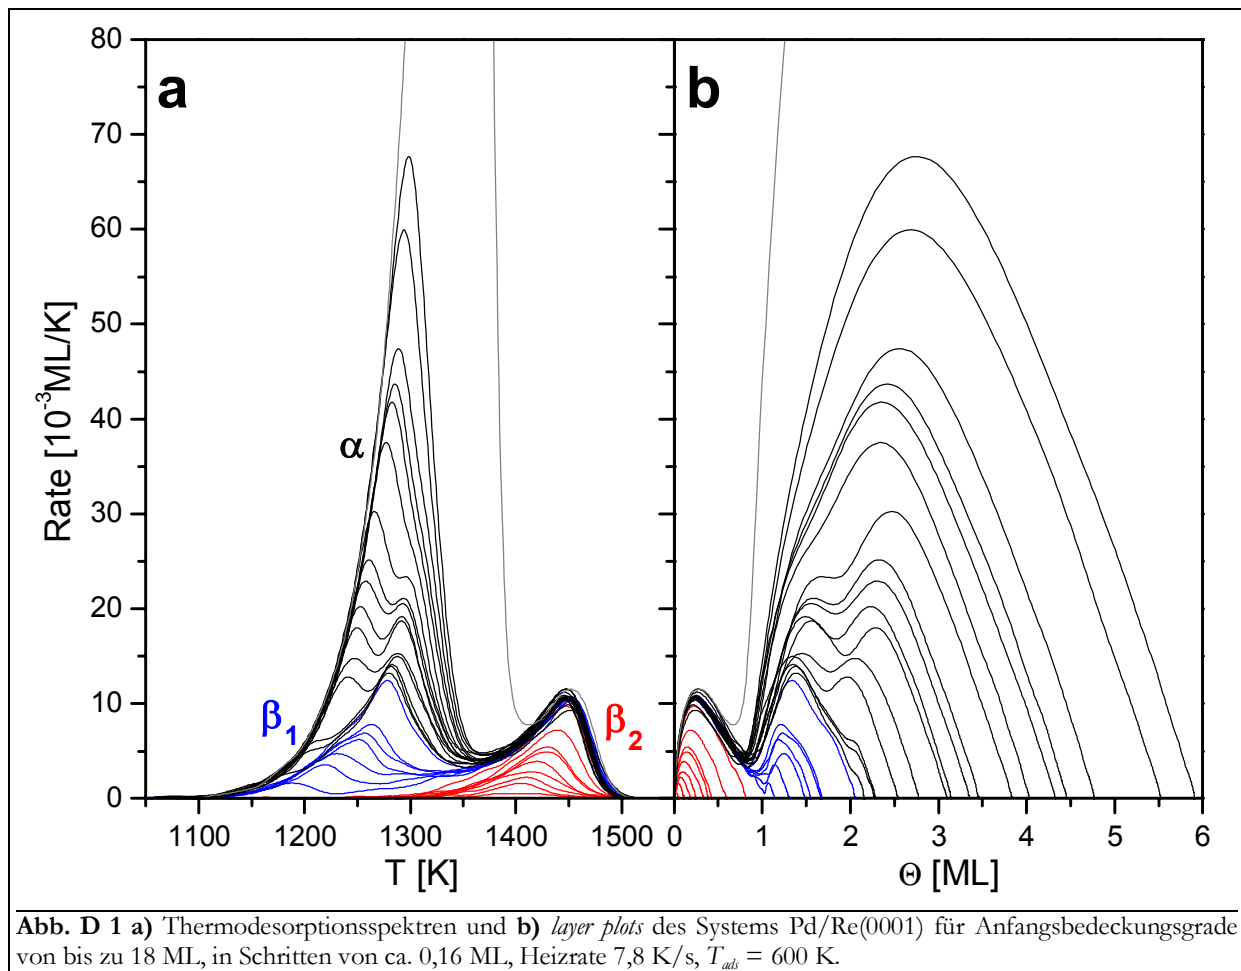 a
b
80
70
60
50
40
30
20
10
0
Rate [10⁻³ML/K]
α
β₁
β₂
1100 1200 1300 1400 1500
T [K]
0 1 2 3 4 5 6
Θ [ML]
Abb. D 1 a) Thermodesorptionsspektren und b) layer plots des Systems Pd/Re(0001) für Anfangsbedeckungsgrade
von bis zu 18 ML, in Schritten von ca. 0,16 ML, Heizrate 7,8 K/s, T_ads = 600 K.